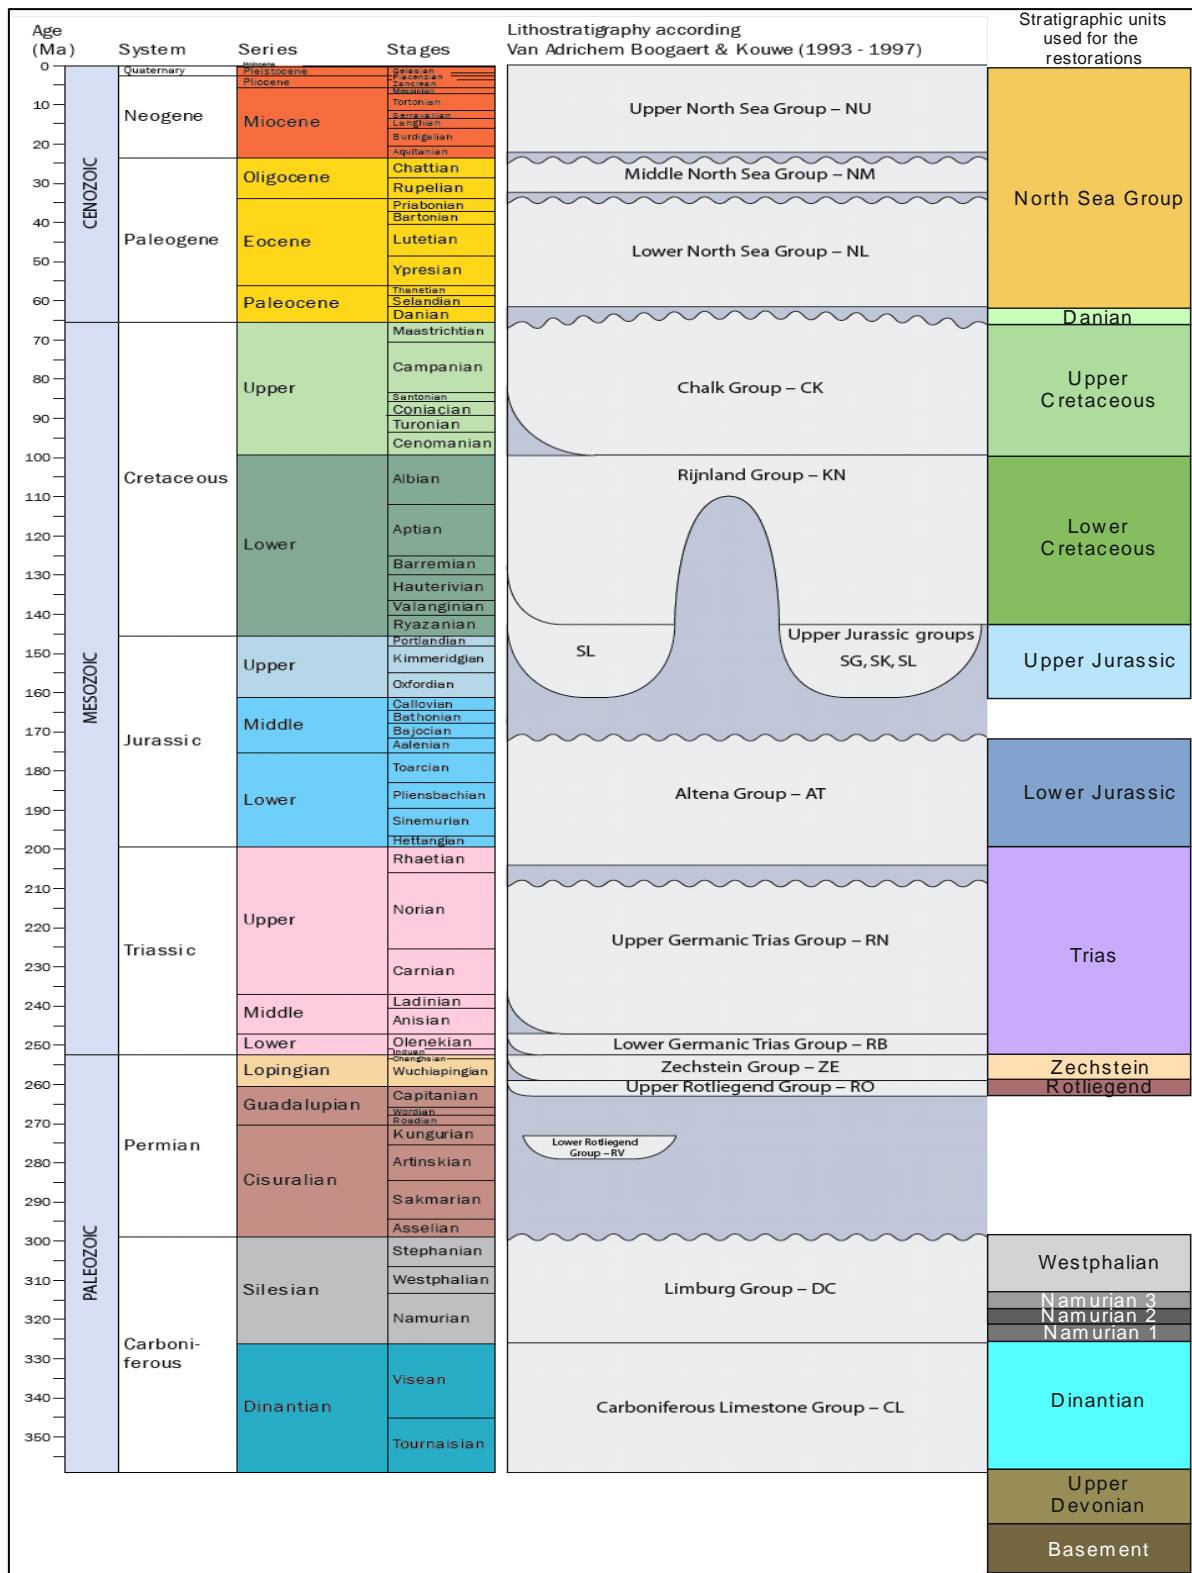 Age
(Ma)
System
Series
Stages
Lithostratigraphy according
Van Adrichem Boogaert & Kouwe (1993 - 1997)
Stratigraphic units
used for the
restorations
0
10
20
30
40
50
60
70
80
90
100
110
120
130
140
150
160
170
180
190
200
210
220
230
240
250
260
270
280
290
300
310
320
330
340
350
CENOZOIC
MESOZOIC
PALEOZOIC
Quaternary
Neogene
Paleogene
Cretaceous
Jurassic
Triassic
Permian
Carboni-
ferous
Holocene
Pleistocene
Pliocene
Miocene
Oligocene
Eocene
Paleocene
Upper
Lower
Upper
Middle
Lower
Upper
Middle
Lower
Lopingian
Guadalupian
Cisuralian
Silesian
Dinantian
Gelasian
Piacenzian
Zanclean
Messinian
Tortonian
Serravallian
Langhian
Burdigalian
Aquitanian
Chattian
Rupelian
Priabonian
Bartonian
Lutetian
Ypresian
Thanetian
Selandian
Danian
Maastrichtian
Campanian
Santonian
Coniacian
Turonian
Cenomanian
Albian
Aptian
Barremian
Hauterivian
Valanginian
Ryazanian
Portlandian
Kimmeridgian
Oxfordian
Callovian
Bathonian
Bajocian
Aalenian
Toarcian
Pliensbachian
Sinemurian
Hettangian
Rhaetian
Norian
Carnian
Ladinian
Anisian
Olenekian
Induan
Changhsian
Wuchiapingian
Capitanian
Wordian
Roadian
Kungurian
Artinskian
Sakmarian
Asselian
Stephanian
Westphalian
Namurian
Visean
Tournaisian
Upper North Sea Group – NU
Middle North Sea Group – NM
Lower North Sea Group – NL
Chalk Group – CK
Rijnland Group – KN
SL
Upper Jurassic groups
SG, SK, SL
Altena Group – AT
Upper Germanic Trias Group – RN
Lower Germanic Trias Group – RB
Zechstein Group – ZE
Upper Rotliegend Group – RO
Lower Rotliegend
Group – RV
Limburg Group – DC
Carboniferous Limestone Group – CL
North Sea Group
Danian
Upper
Cretaceous
Lower
Cretaceous
Upper Jurassic
Lower Jurassic
Trias
Zechstein
Rotliegend
Westphalian
Namurian 3
Namurian 2
Namurian 1
Dinantian
Upper
Devonian
Basement